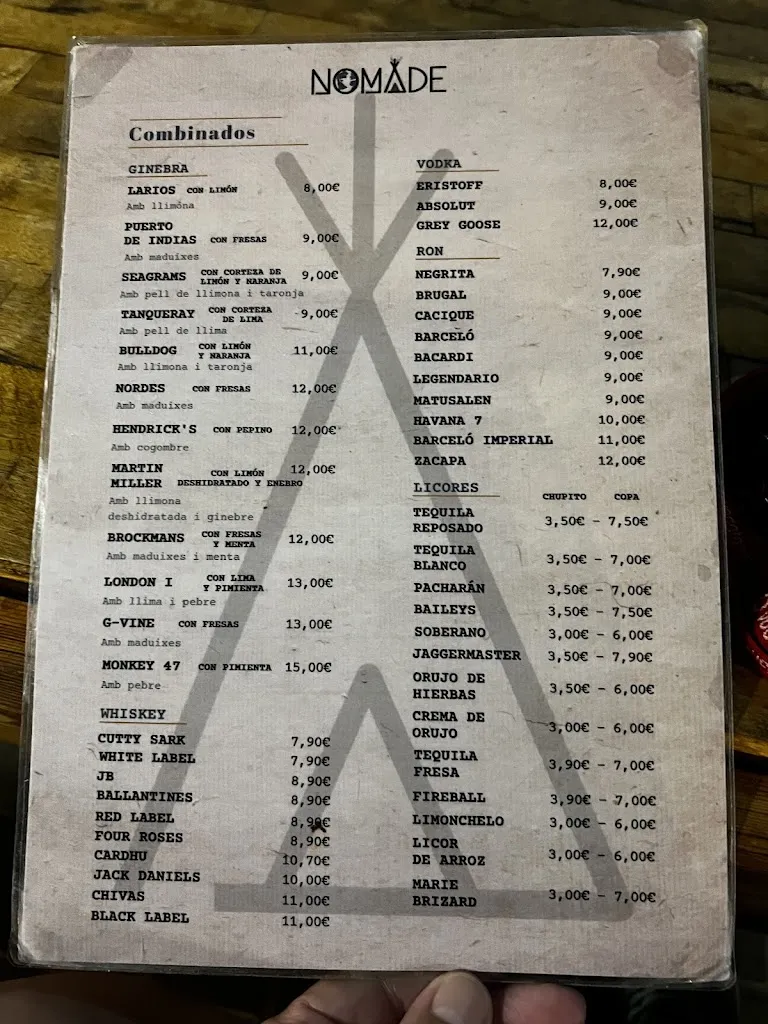 NOMADE
Combinados
GINEBRA
LARIOS CON LIMÓN 8,00€
Amb llimóna
PUERTO
DE INDIAS CON FRESAS 9,00€
Amb maduixes
SEAGRAMS CON CORTEZA DE LIMÓN Y NARANJA 9,00€
Amb pell de llimona i taronja
TANQUERAY CON CORTEZA DE LIMA 9,00€
Amb pell de llima
BULLDOG CON LIMÓN Y NARANJA 11,00€
Amb llimona i taronja
NORDES CON FRESAS 12,00€
Amb maduixes
HENDRICK'S CON PEPINO 12,00€
Amb cogombre
MARTIN CON LIMÓN 12,00€
MILLER DESHIDRATADO Y ENEBRO
Amb llimona
deshidratada i ginebre
BROCKMANS CON FRESAS Y MENTA 12,00€
Amb maduixes i menta
LONDON I CON LIMA Y PIMIENTA 13,00€
Amb llima i pebre
G-VINE CON FRESAS 13,00€
Amb maduixes
MONKEY 47 CON PIMIENTA 15,00€
Amb pebre
WHISKEY
CUTTY SARK 7,90€
WHITE LABEL 7,90€
JB 8,90€
BALLANTINES 8,90€
RED LABEL 8,90€
FOUR ROSES 8,90€
CARDHU 10,70€
JACK DANIELS 10,00€
CHIVAS 11,00€
BLACK LABEL 11,00€
VODKA
ERISTOFF 8,00€
ABSOLUT 9,00€
GREY GOOSE 12,00€
RON
NEGRITA 7,90€
BRUGAL 9,00€
CACIQUE 9,00€
BARCELÓ 9,00€
BACARDI 9,00€
LEGENDARIO 9,00€
MATUSALEN 9,00€
HAVANA 7 10,00€
BARCELÓ IMPERIAL 11,00€
ZACAPA 12,00€
LICORES CHUPITO COPA
TEQUILA
REPOSADO 3,50€ - 7,50€
TEQUILA
BLANCO 3,50€ - 7,00€
PACHARÁN 3,50€ - 7,00€
BAILEYS 3,50€ - 7,50€
SOBERANO 3,00€ - 6,00€
JAGGERMASTER 3,50€ - 7,90€
ORUJO DE
HIERBAS 3,50€ - 6,00€
CREMA DE
ORUJO 3,00€ - 6,00€
TEQUILA
FRESA 3,90€ - 7,00€
FIREBALL 3,90€ - 7,00€
LIMONCHELO 3,00€ - 6,00€
LICOR
DE ARROZ 3,00€ - 6,00€
MARIE
BRIZARD 3,00€ - 7,00€